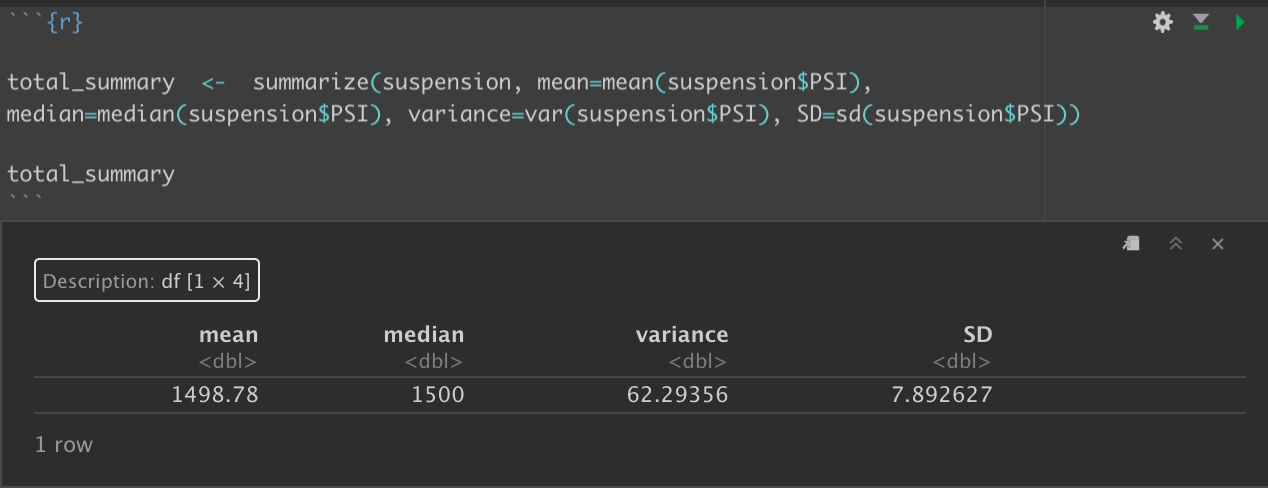 ```{r}
total_summary  <-  summarize(suspension, mean=mean(suspension$PSI),
median=median(suspension$PSI), variance=var(suspension$PSI), SD=sd(suspension$PSI))
total_summary
```
Description: df [1 × 4]
mean median variance SD
<dbl> <dbl> <dbl> <dbl>
1498.78 1500 62.29356 7.892627
1 row